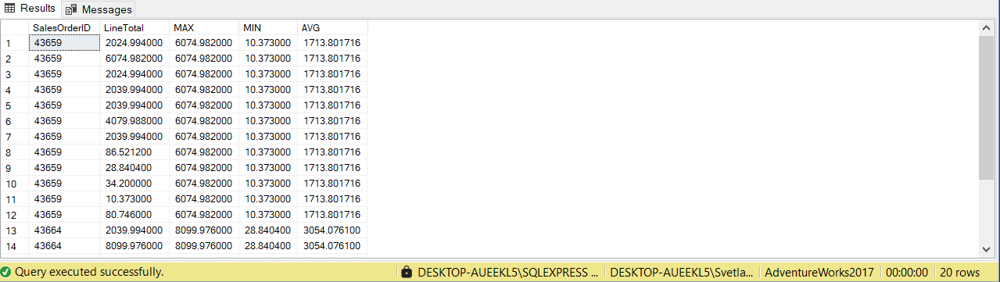 Results Messages
SalesOrderID LineTotal MAX MIN AVG
1 43659 2024.994000 6074.982000 10.373000 1713.801716
2 43659 6074.982000 6074.982000 10.373000 1713.801716
3 43659 2024.994000 6074.982000 10.373000 1713.801716
4 43659 2039.994000 6074.982000 10.373000 1713.801716
5 43659 2039.994000 6074.982000 10.373000 1713.801716
6 43659 4079.988000 6074.982000 10.373000 1713.801716
7 43659 2039.994000 6074.982000 10.373000 1713.801716
8 43659 86.521200 6074.982000 10.373000 1713.801716
9 43659 28.840400 6074.982000 10.373000 1713.801716
10 43659 34.200000 6074.982000 10.373000 1713.801716
11 43659 10.373000 6074.982000 10.373000 1713.801716
12 43659 80.746000 6074.982000 10.373000 1713.801716
13 43664 2039.994000 8099.976000 28.840400 3054.076100
14 43664 8099.976000 8099.976000 28.840400 3054.076100
Query executed successfully. DESKTOP-AUEEKL5\SQLEXPRESS ... DESKTOP-AUEEKL5\Svetla... AdventureWorks2017 00:00:00 20 rows